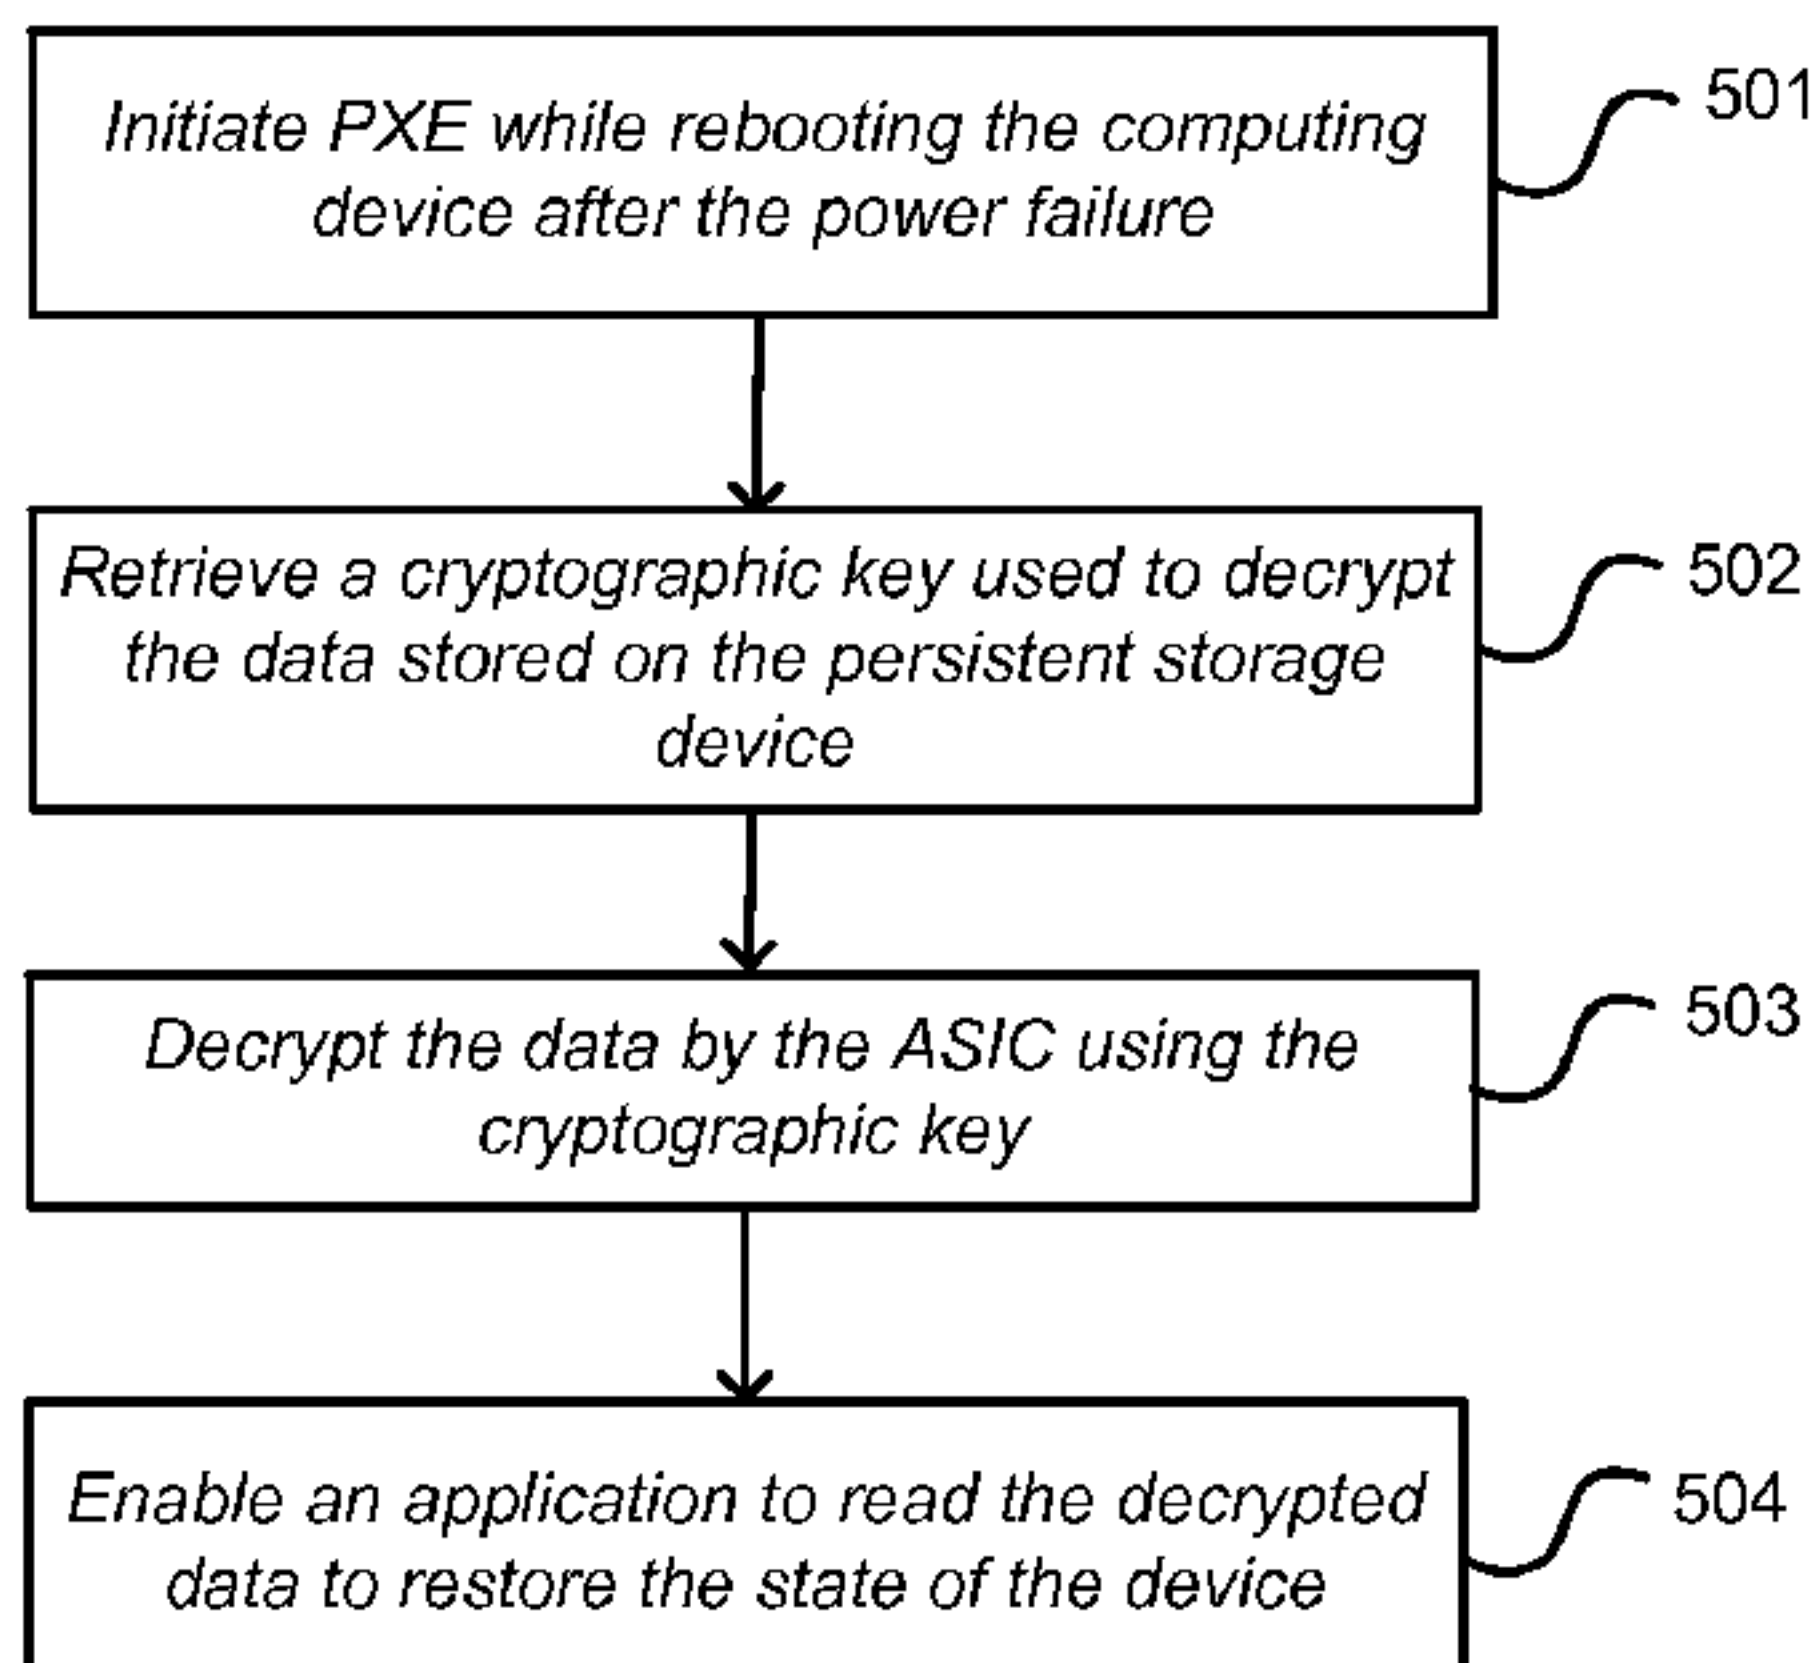 Initiate PXE while rebooting the computing
device after the power failure
501
Retrieve a cryptographic key used to decrypt
the data stored on the persistent storage
device
502
Decrypt the data by the ASIC using the
cryptographic key
503
Enable an application to read the decrypted
data to restore the state of the device
504